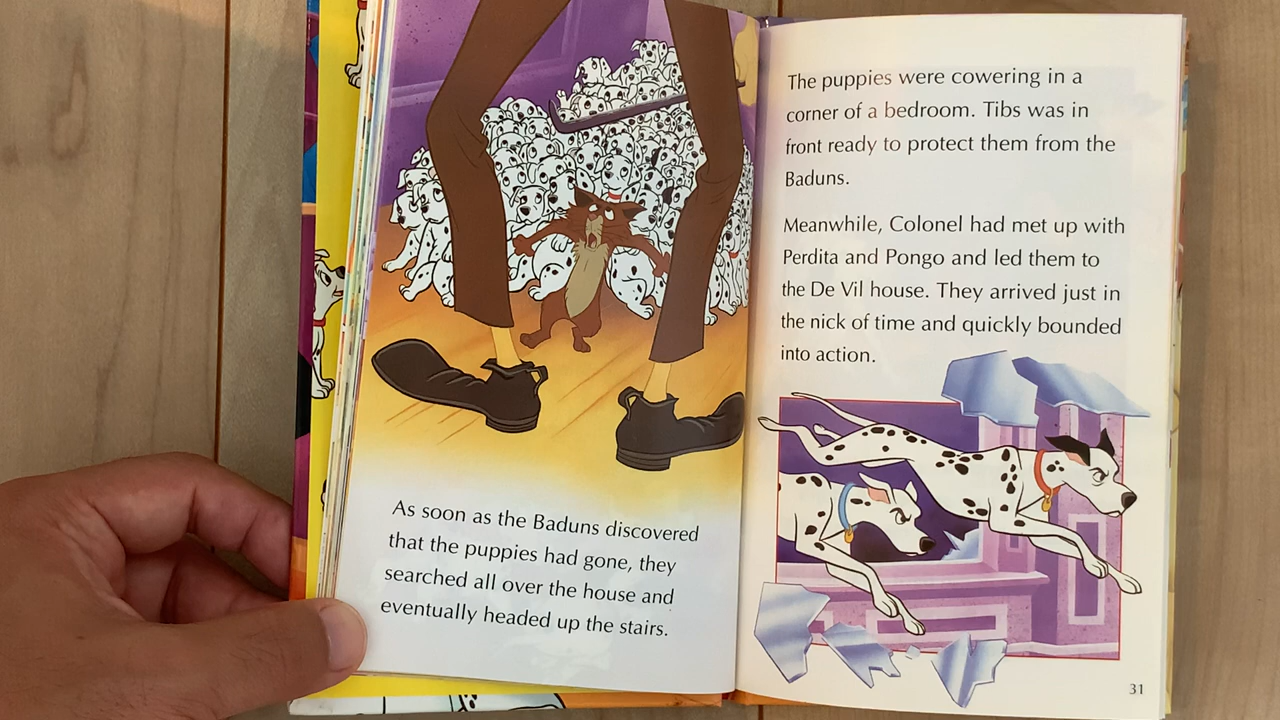 As soon as the Baduns discovered
that the puppies had gone, they
searched all over the house and
eventually headed up the stairs.
The puppies were cowering in a
corner of a bedroom. Tibs was in
front ready to protect them from the
Baduns.
Meanwhile, Colonel had met up with
Perdita and Pongo and led them to
the De Vil house. They arrived just in
the nick of time and quickly bounded
into action.
31